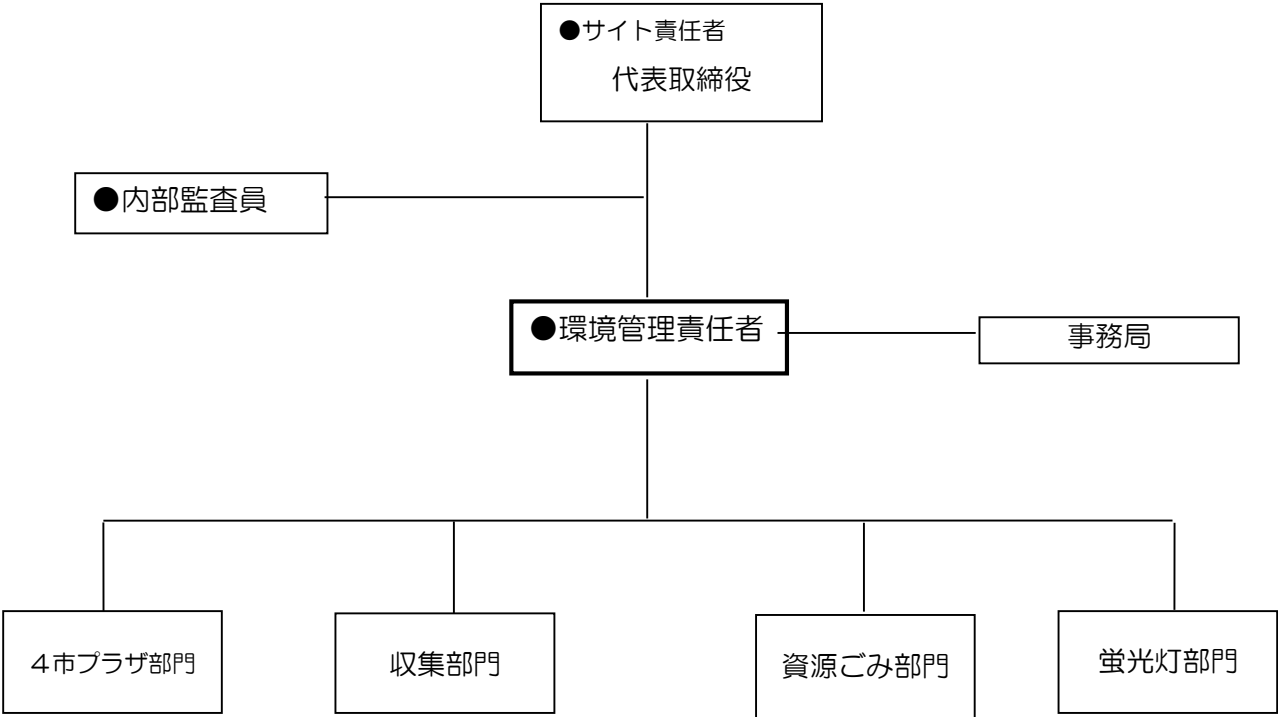 ●サイト責任者
代表取締役
●内部監査員
●環境管理責任者
事務局
４市プラザ部門
収集部門
資源ごみ部門
蛍光灯部門